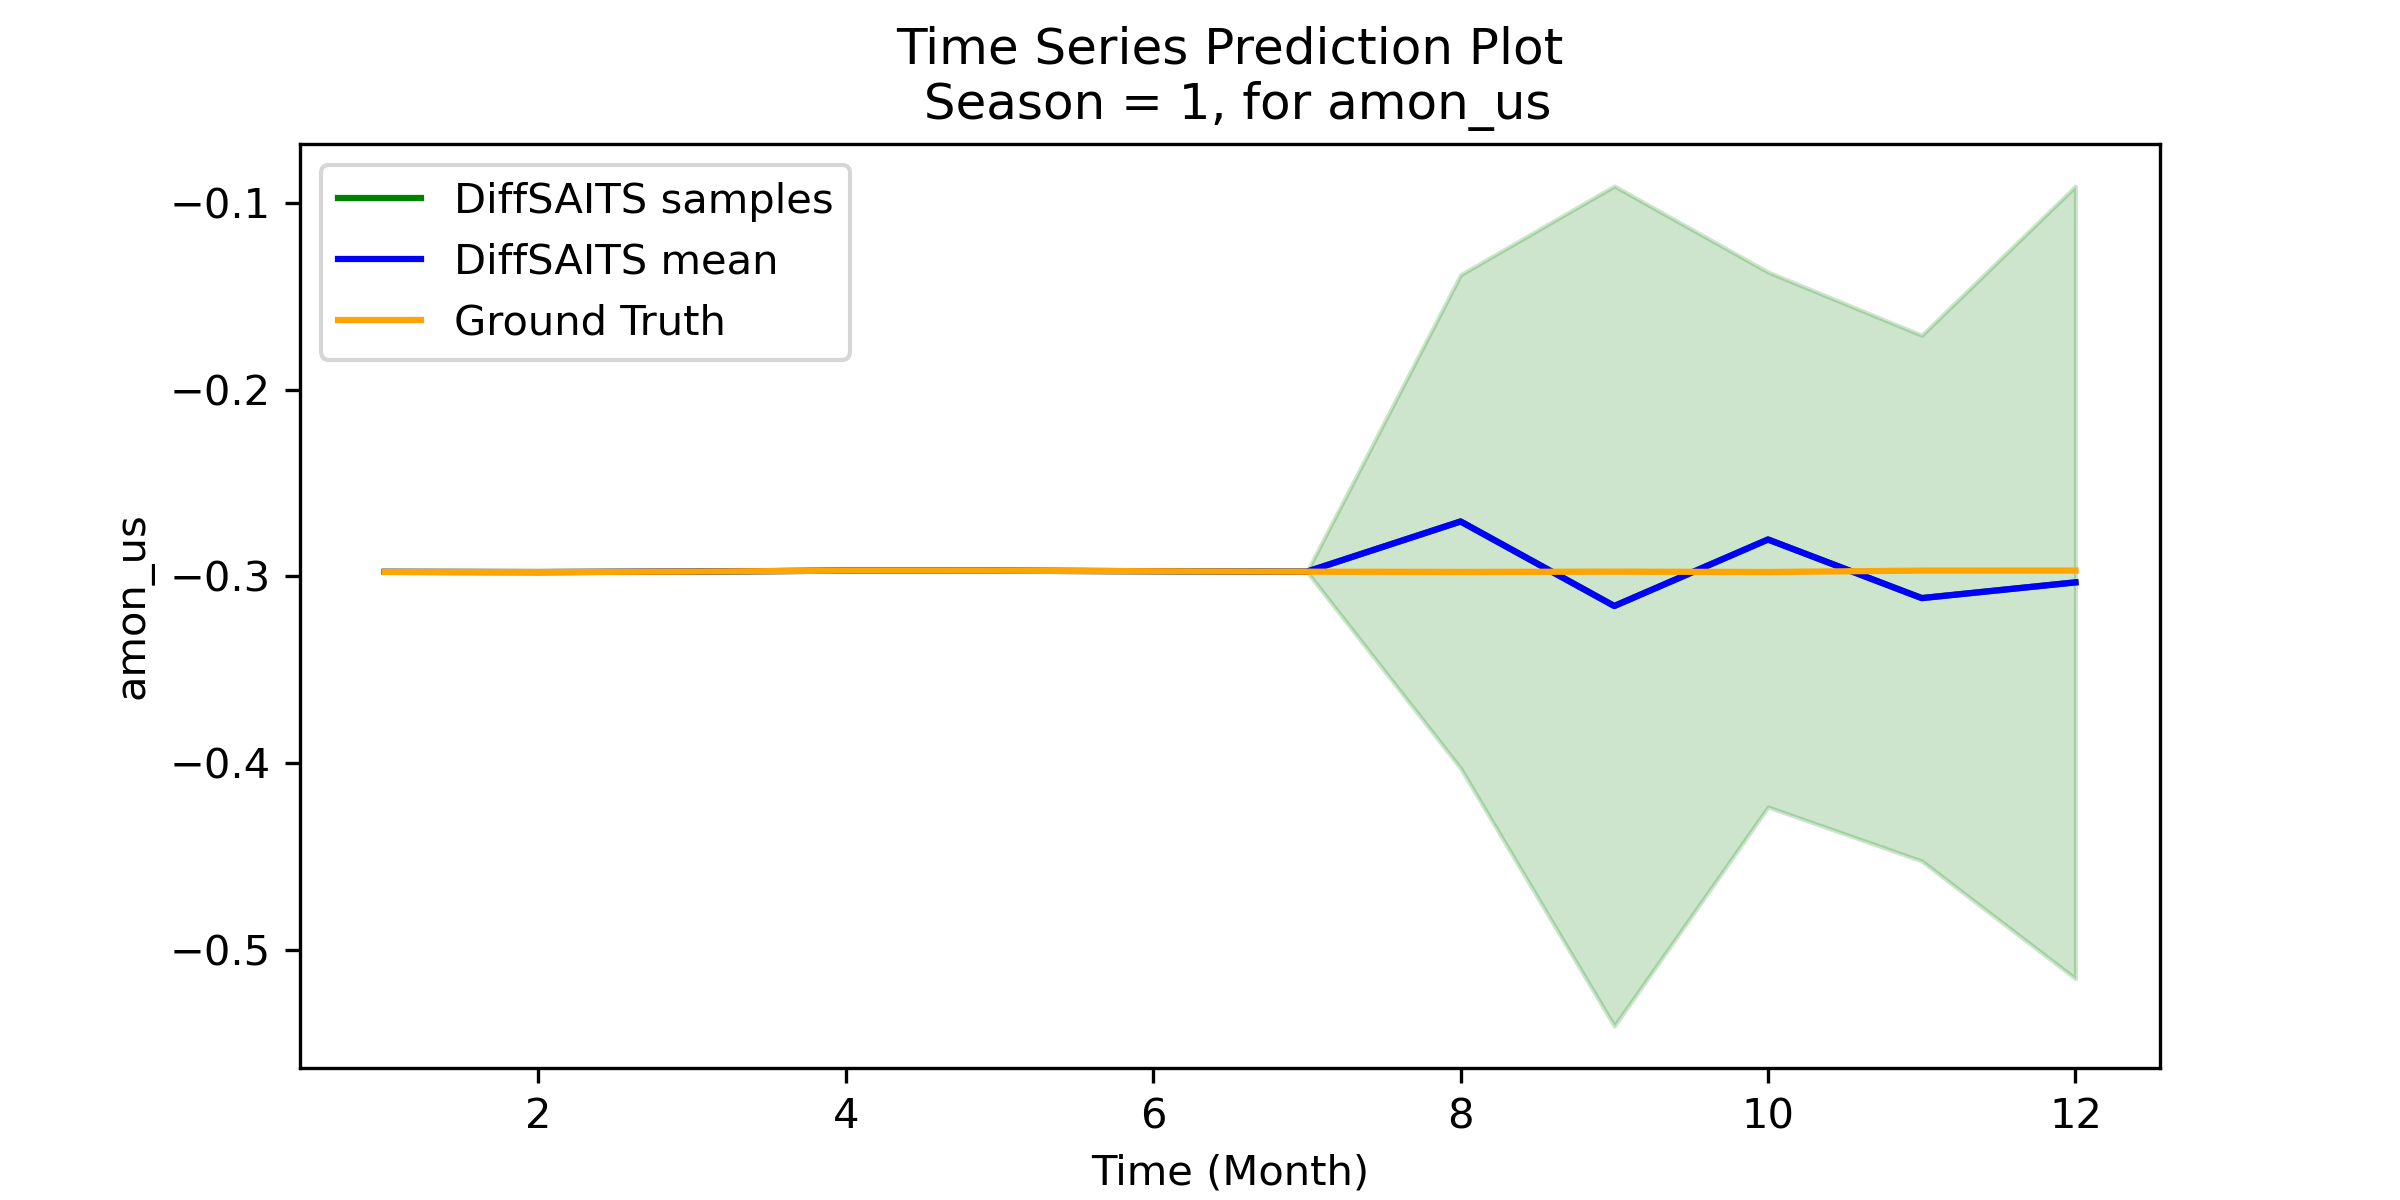 Time Series Prediction Plot
Season = 1, for amon_us
DiffSAITS samples
DiffSAITS mean
Ground Truth
−0.1
−0.2
−0.3
−0.4
−0.5
amon_us
2 4 6 8 10 12
Time (Month)